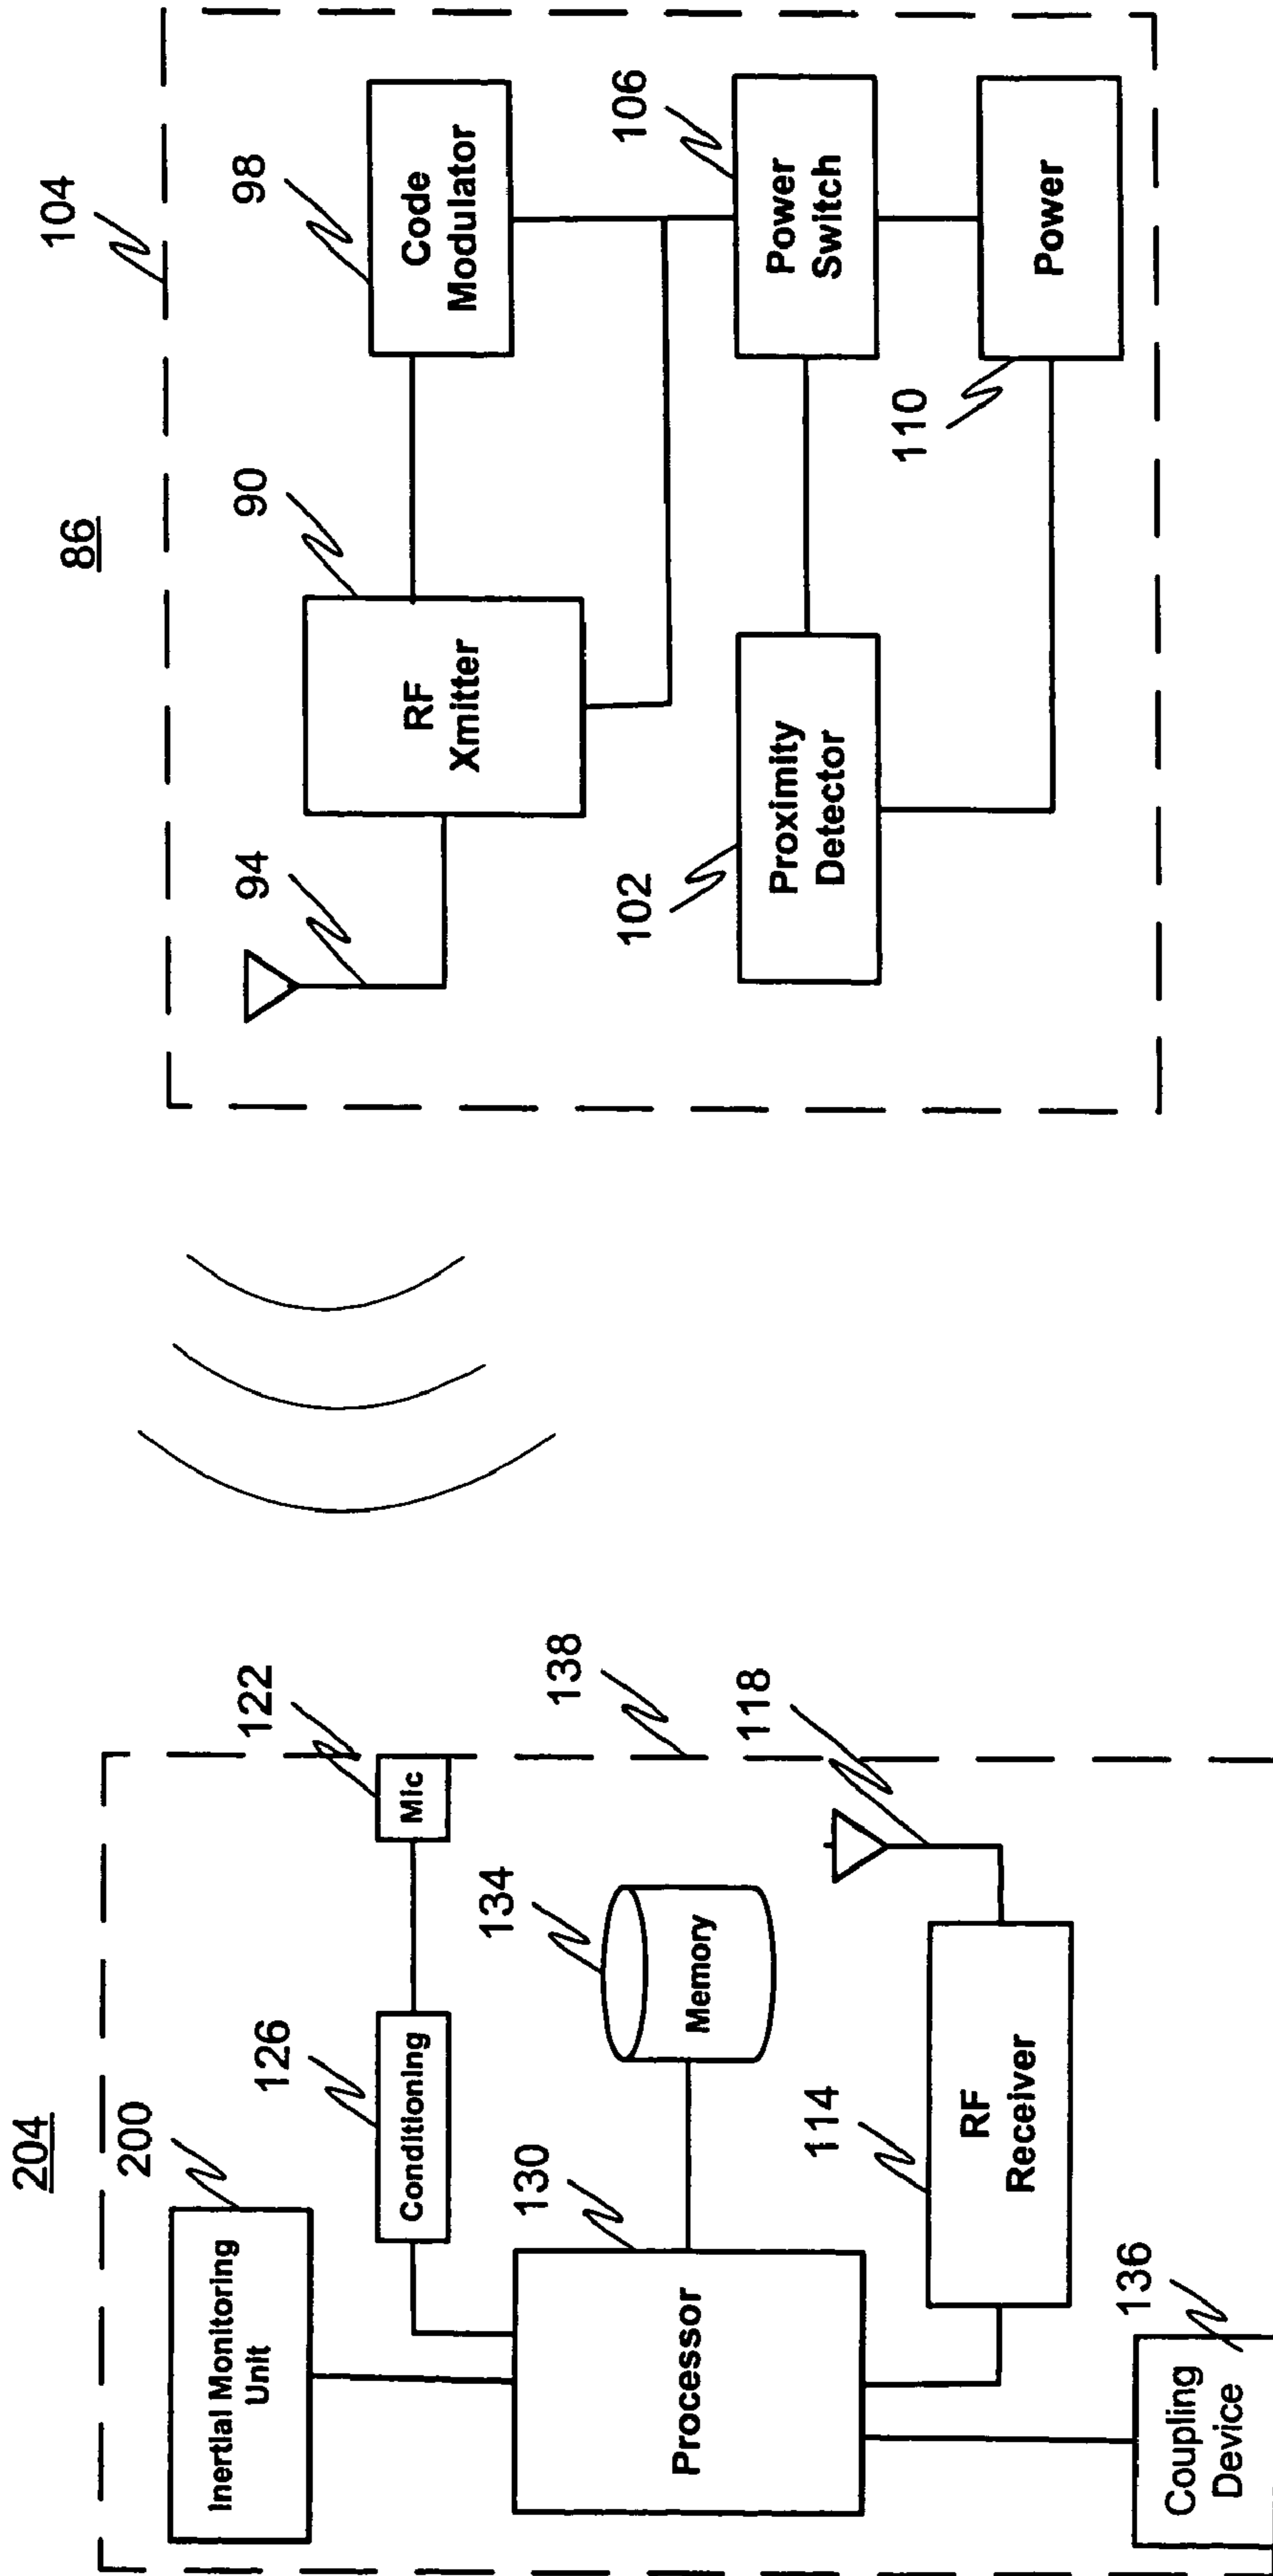 204
200
Inertial Monitoring
Unit
126
Conditioning
122
Mic
138
130
Processor
134
Memory
118
114
RF
Receiver
136
Coupling
Device
86
104
94
90
RF
Xmitter
98
Code
Modulator
102
Proximity
Detector
106
Power
Switch
110
Power